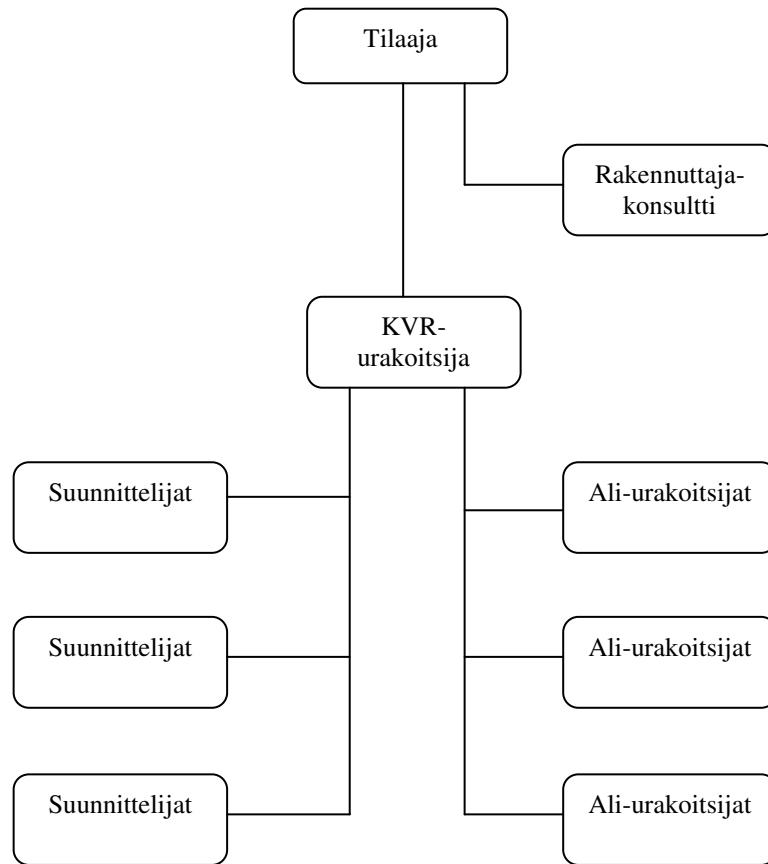 Tilaaja
Rakennuttaja-
konsultti
KVR-
urakoitsija
Suunnittelijat
Ali-urakoitsijat
Suunnittelijat
Ali-urakoitsijat
Suunnittelijat
Ali-urakoitsijat